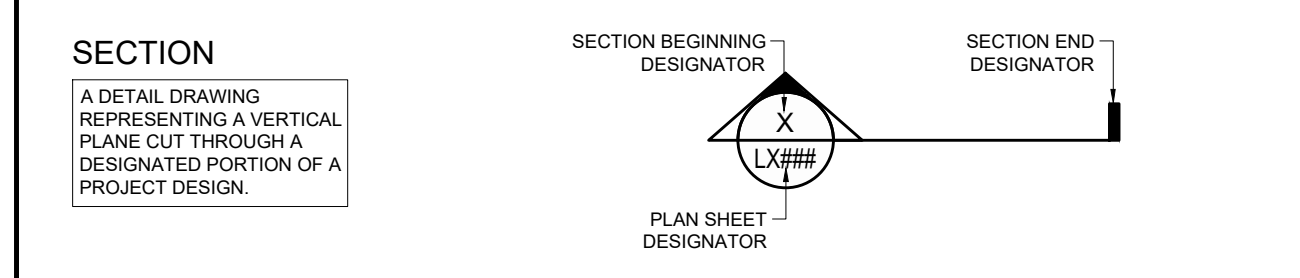 SECTION
A DETAIL DRAWING
REPRESENTING A VERTICAL
PLANE CUT THROUGH A
DESIGNATED PORTION OF A
PROJECT DESIGN.
SECTION BEGINNING
DESIGNATOR
SECTION END
DESIGNATOR
X
LX###
PLAN SHEET
DESIGNATOR